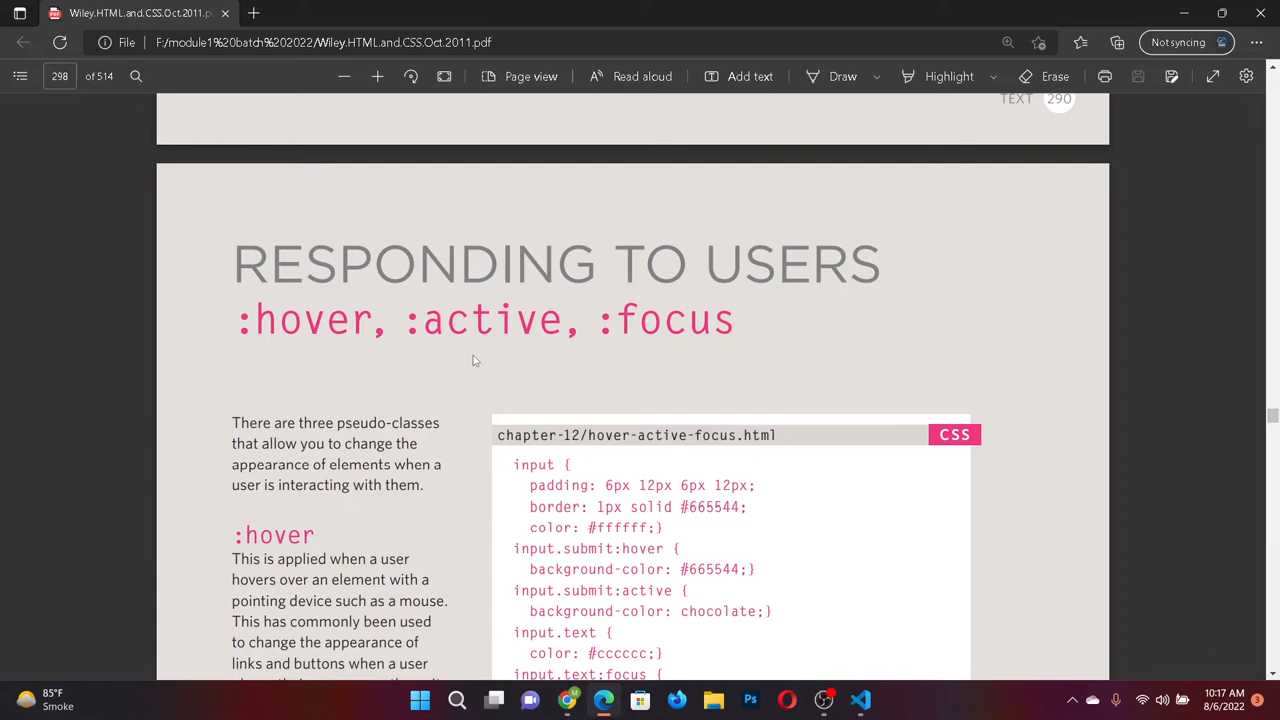 Wiley.HTML.and.CSS.Oct.2011.p
File F:/module1%20batch%202022/Wiley.HTML.and.CSS.Oct.2011.pdf
Not syncing
298 of 514
Page view
Read aloud
Add text
Draw
Highlight
Erase
TEXT 290
RESPONDING TO USERS
:hover, :active, :focus
There are three pseudo-classes
that allow you to change the
appearance of elements when a
user is interacting with them.
:hover
This is applied when a user
hovers over an element with a
pointing device such as a mouse.
This has commonly been used
to change the appearance of
links and buttons when a user
chapter-12/hover-active-focus.html CSS
input {
padding: 6px 12px 6px 12px;
border: 1px solid #665544;
color: #ffffff;}
input.submit:hover {
background-color: #665544;}
input.submit:active {
background-color: chocolate;}
input.text {
color: #cccccc;}
input.text:focus {
85°F
Smoke
10:17 AM
8/6/2022
3